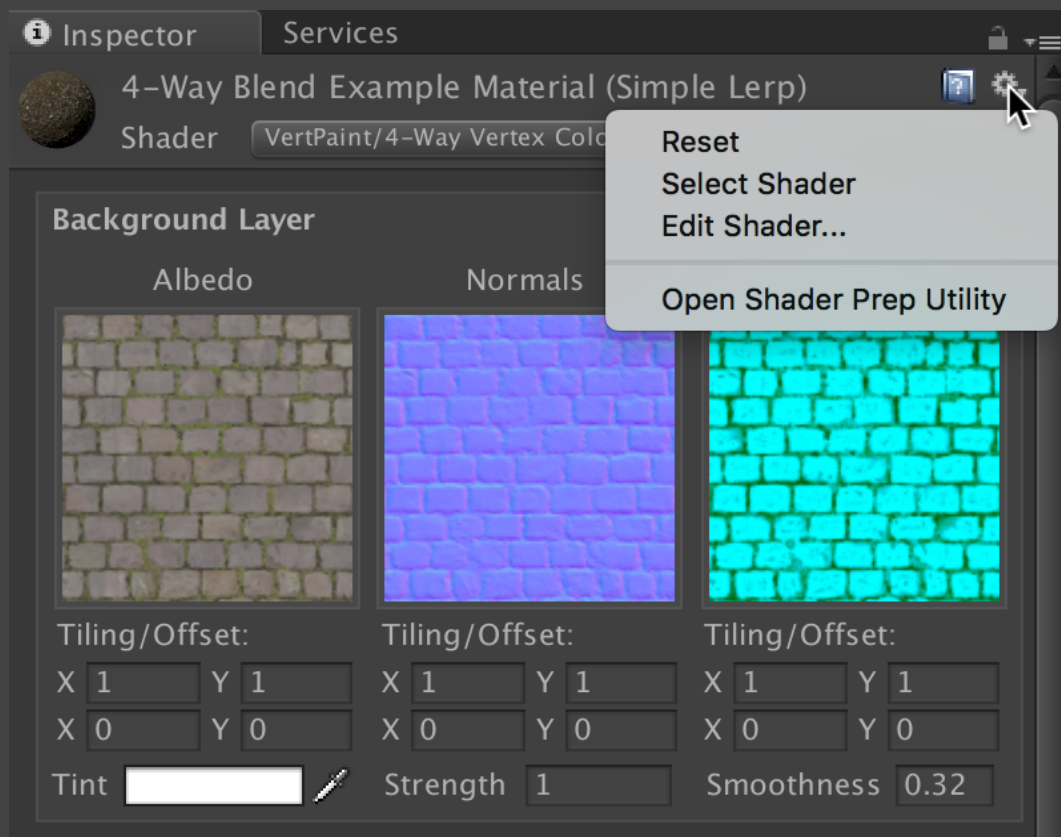 Inspector
Services
4-Way Blend Example Material (Simple Lerp)
Shader VertPaint/4-Way Vertex Colo
Reset
Select Shader
Edit Shader...
Open Shader Prep Utility
Background Layer
Albedo Normals
Tiling/Offset: Tiling/Offset: Tiling/Offset:
X 1 Y 1 X 1 Y 1 X 1 Y 1
X 0 Y 0 X 0 Y 0 X 0 Y 0
Tint Strength 1 Smoothness 0.32